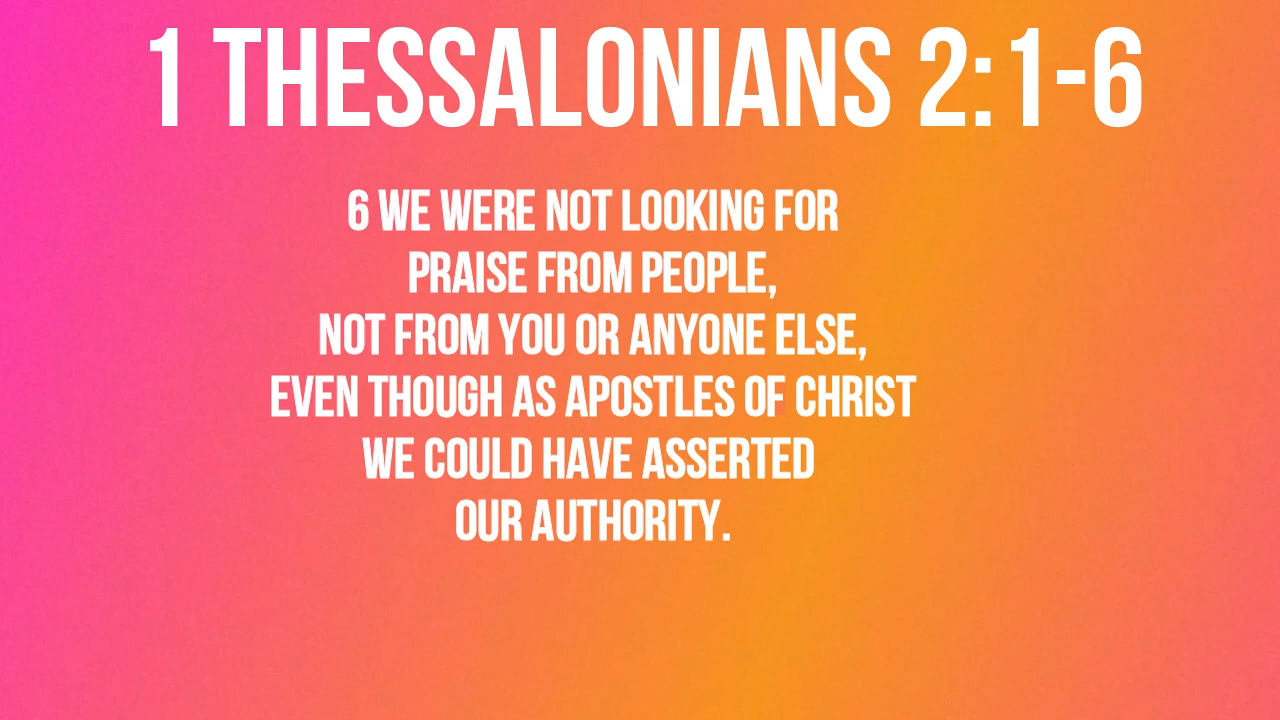 1 THESSALONIANS 2:1-6
6 WE WERE NOT LOOKING FOR
PRAISE FROM PEOPLE,
NOT FROM YOU OR ANYONE ELSE,
EVEN THOUGH AS APOSTLES OF CHRIST
WE COULD HAVE ASSERTED
OUR AUTHORITY.